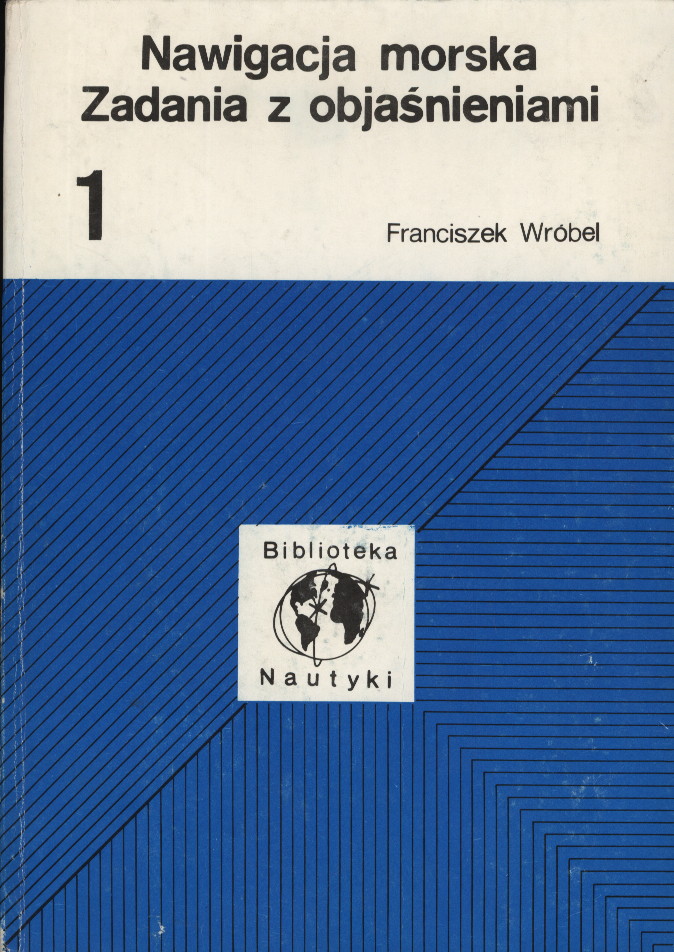 Nawigacja morska
Zadania z objaśnieniami
1
Franciszek Wróbel
Biblioteka
Nautyki